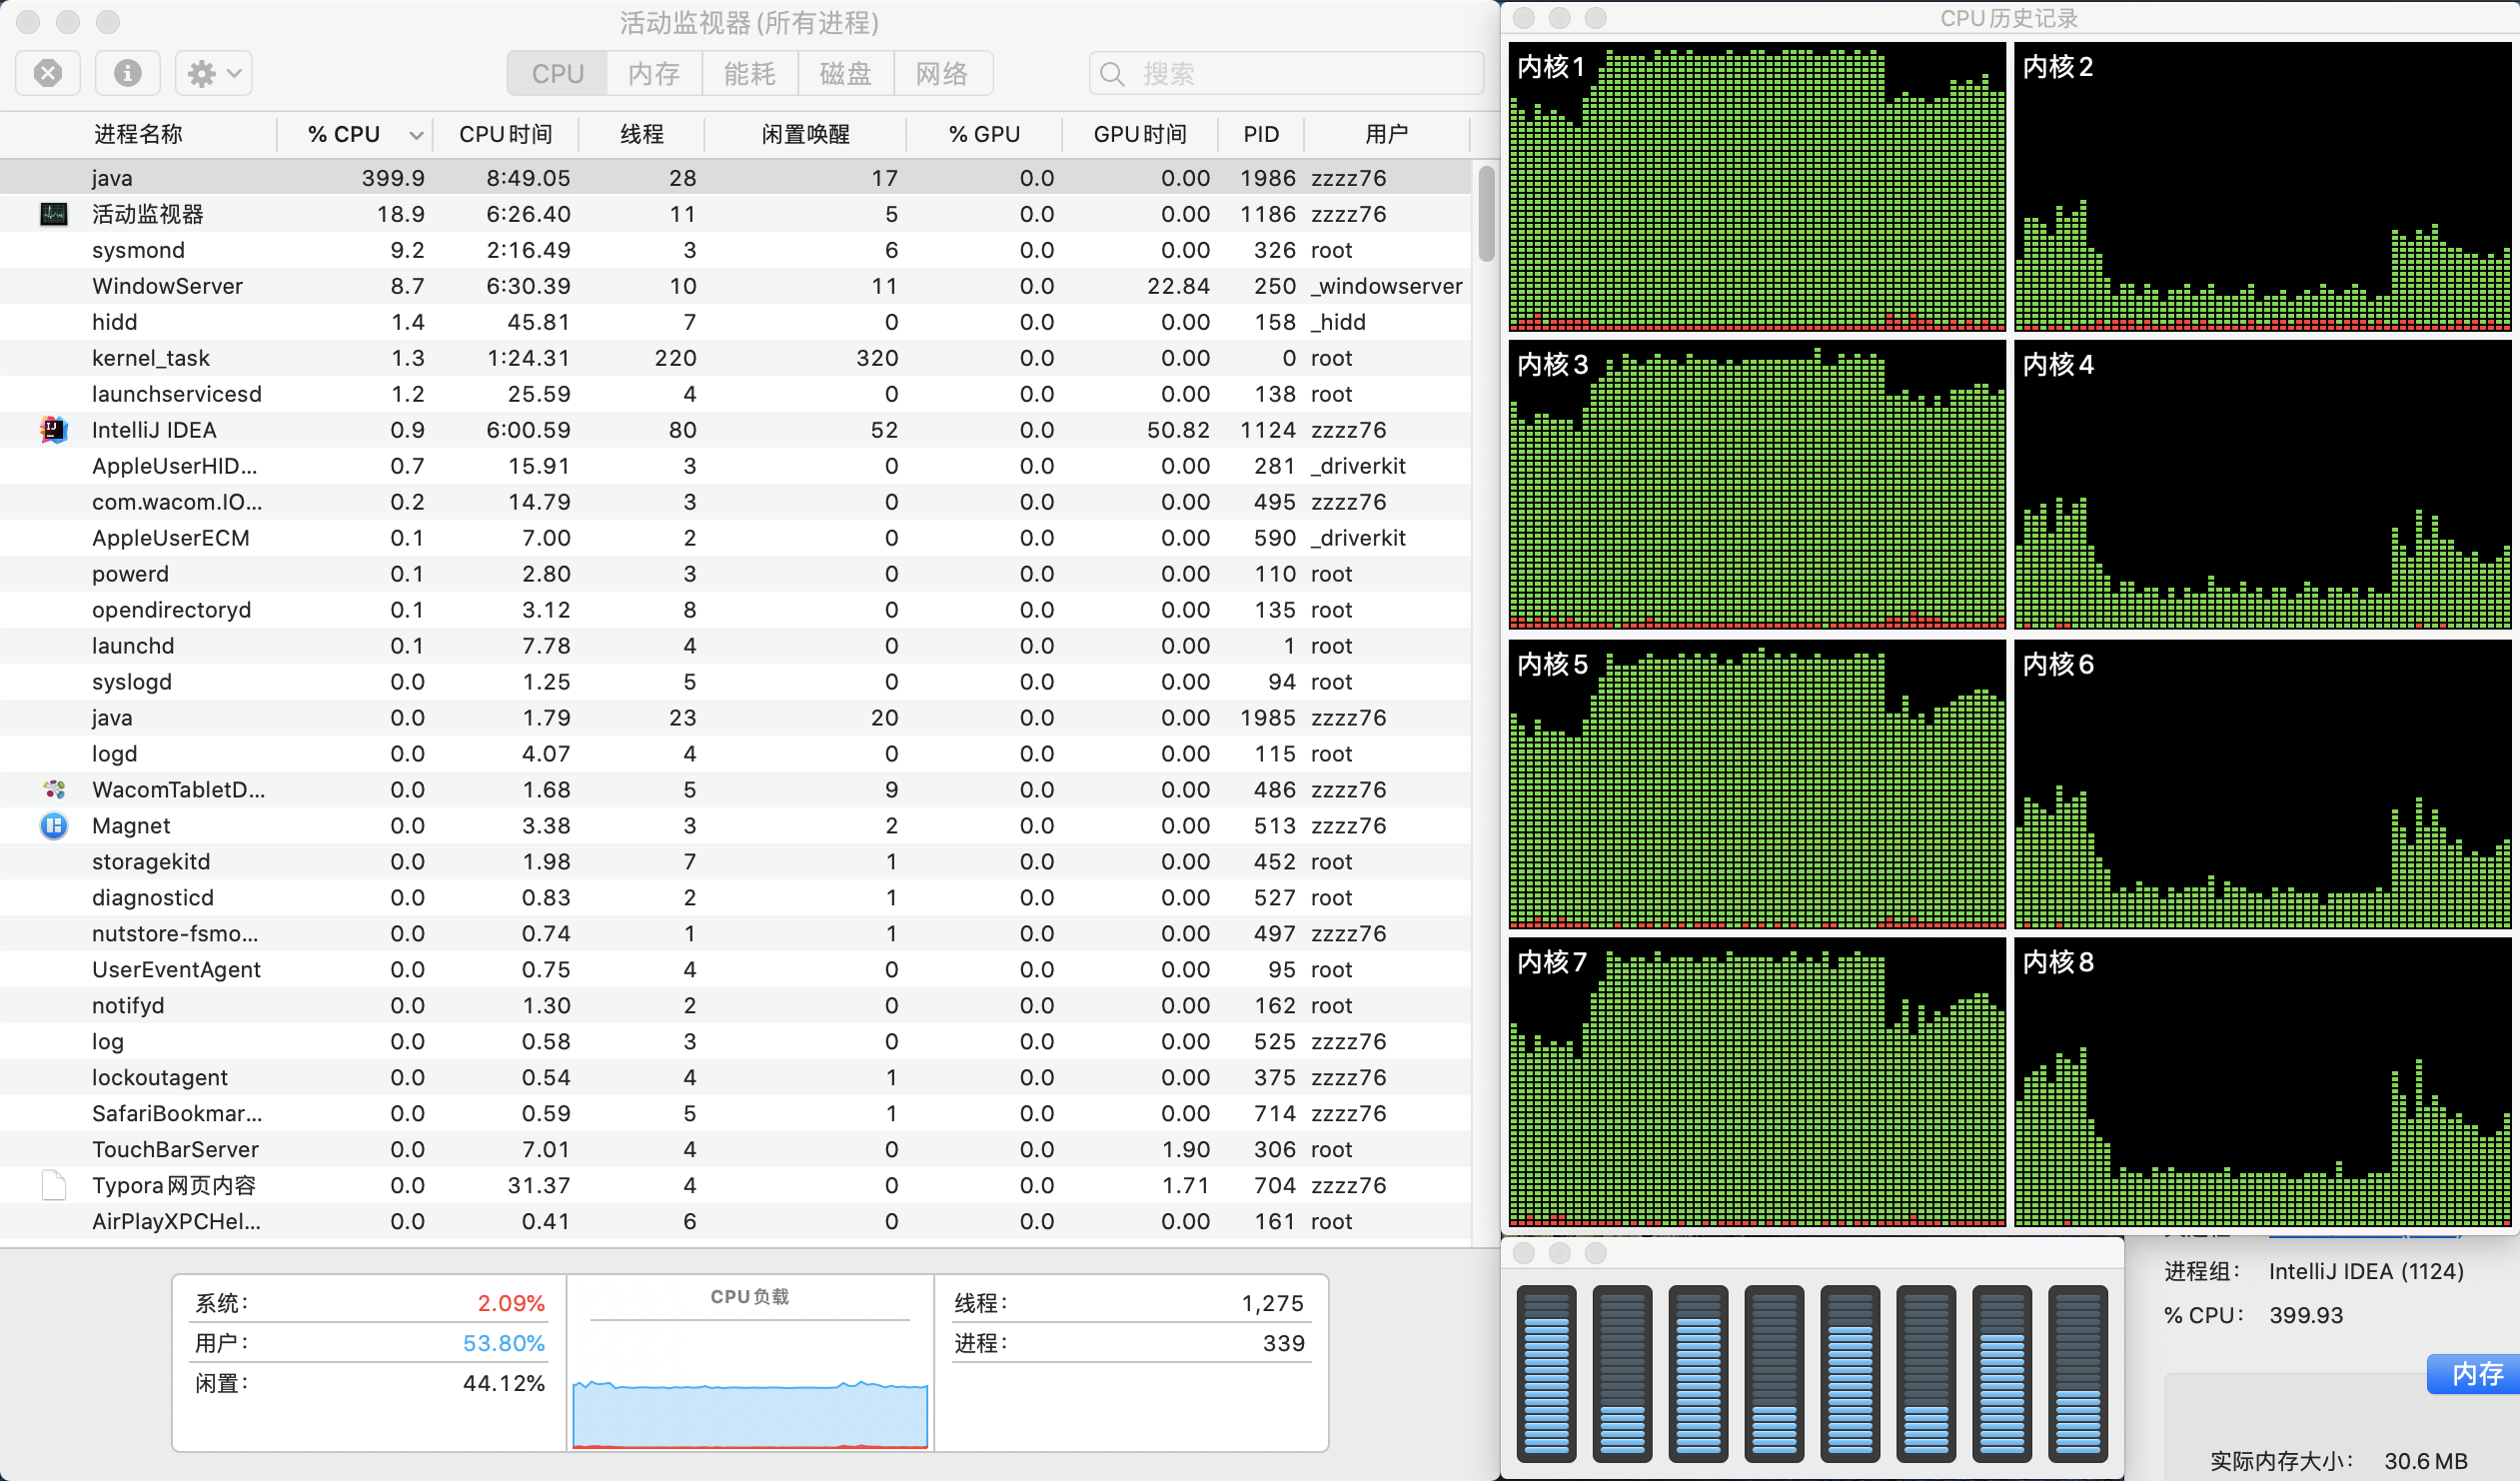 活动监视器 (所有进程)
CPU 内存 能耗 磁盘 网络 搜索
进程名称 % CPU CPU 时间 线程 闲置唤醒 % GPU GPU 时间 PID 用户
java 399.9 8:49.05 28 17 0.0 0.00 1986 zzzz76
活动监视器 18.9 6:26.40 11 5 0.0 0.00 1186 zzzz76
sysmond 9.2 2:16.49 3 6 0.0 0.00 326 root
WindowServer 8.7 6:30.39 10 11 0.0 22.84 250 _windowserver
hidd 1.4 45.81 7 0 0.0 0.00 158 _hidd
kernel_task 1.3 1:24.31 220 320 0.0 0.00 0 root
launchservicesd 1.2 25.59 4 0 0.0 0.00 138 root
IntelliJ IDEA 0.9 6:00.59 80 52 0.0 50.82 1124 zzzz76
AppleUserHID... 0.7 15.91 3 0 0.0 0.00 281 _driverkit
com.wacom.IO... 0.2 14.79 3 0 0.0 0.00 495 zzzz76
AppleUserECM 0.1 7.00 2 0 0.0 0.00 590 _driverkit
powerd 0.1 2.80 3 0 0.0 0.00 110 root
opendirectoryd 0.1 3.12 8 0 0.0 0.00 135 root
launchd 0.1 7.78 4 0 0.0 0.00 1 root
syslogd 0.0 1.25 5 0 0.0 0.00 94 root
java 0.0 1.79 23 20 0.0 0.00 1985 zzzz76
logd 0.0 4.07 4 0 0.0 0.00 115 root
WacomTabletD... 0.0 1.68 5 9 0.0 0.00 486 zzzz76
Magnet 0.0 3.38 3 2 0.0 0.00 513 zzzz76
storagekitd 0.0 1.98 7 1 0.0 0.00 452 root
diagnosticd 0.0 0.83 2 1 0.0 0.00 527 root
nutstore-fsmo... 0.0 0.74 1 1 0.0 0.00 497 zzzz76
UserEventAgent 0.0 0.75 4 0 0.0 0.00 95 root
notifyd 0.0 1.30 2 0 0.0 0.00 162 root
log 0.0 0.58 3 0 0.0 0.00 525 zzzz76
lockoutagent 0.0 0.54 4 1 0.0 0.00 375 zzzz76
SafariBookmar... 0.0 0.59 5 1 0.0 0.00 714 zzzz76
TouchBarServer 0.0 7.01 4 0 0.0 1.90 306 root
Typora 网页内容 0.0 31.37 4 0 0.0 1.71 704 zzzz76
AirPlayXPCHel... 0.0 0.41 6 0 0.0 0.00 161 root
系统: 2.09%
用户: 53.80%
闲置: 44.12%
CPU 负载
线程: 1,275
进程: 339
CPU 历史记录
内核 1 内核 2
内核 3 内核 4
内核 5 内核 6
内核 7 内核 8
进程组: IntelliJ IDEA (1124)
% CPU: 399.93
内存
实际内存大小: 30.6 MB